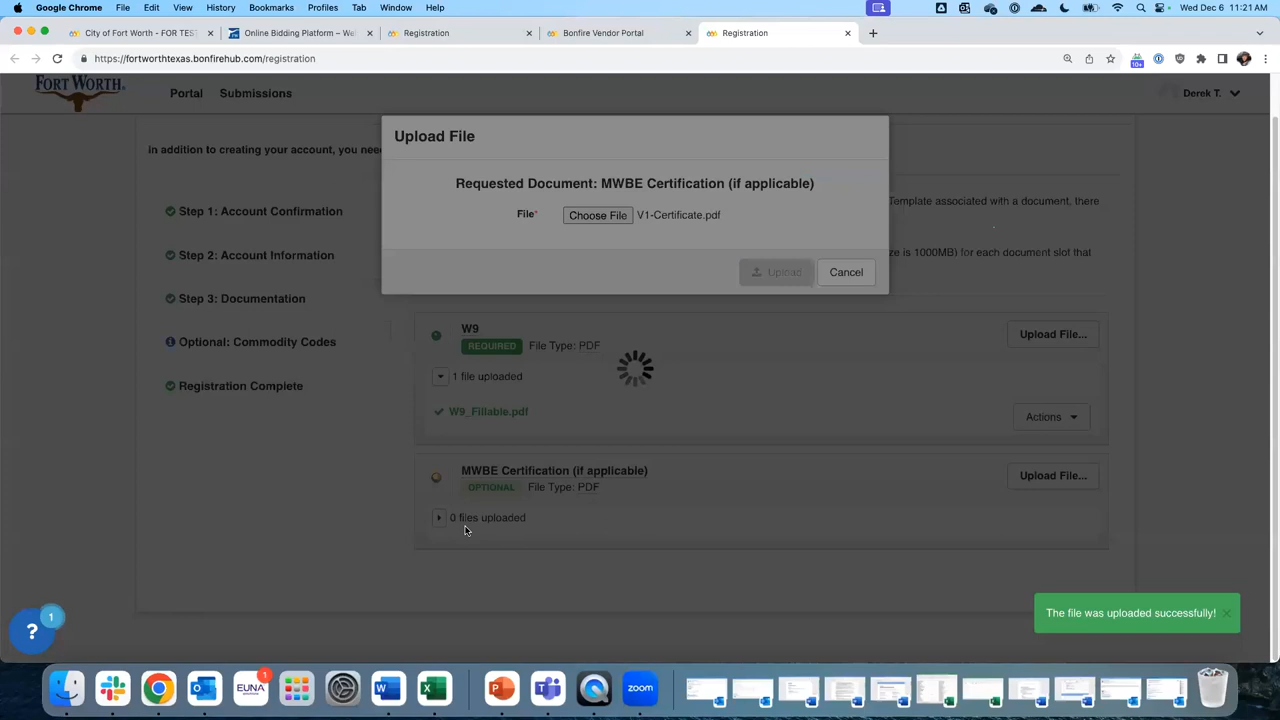 Google Chrome File Edit View History Bookmarks Profiles Tab Window Help Wed Dec 6 11:21 AM
City of Fort Worth - FOR TES Online Bidding Platform – We Registration Bonfire Vendor Portal Registration
https://fortworthtexas.bonfirehub.com/registration
10+
FORT WORTH
Portal Submissions Derek T.
Upload File
in addition to creating your account, you nee
Requested Document: MWBE Certification (if applicable)
Template associated with a document, there
Step 1: Account Confirmation
File* Choose File V1-Certificate.pdf
Step 2: Account Information
ze is 1000MB) for each document slot that
Upload Cancel
Step 3: Documentation
W9
Upload File...
REQUIRED File Type: PDF
Optional: Commodity Codes
1 file uploaded
Registration Complete
W9_Fillable.pdf
Actions
MWBE Certification (if applicable)
Upload File...
OPTIONAL File Type: PDF
0 files uploaded
The file was uploaded successfully!
? 1
EUNA 1
zoom